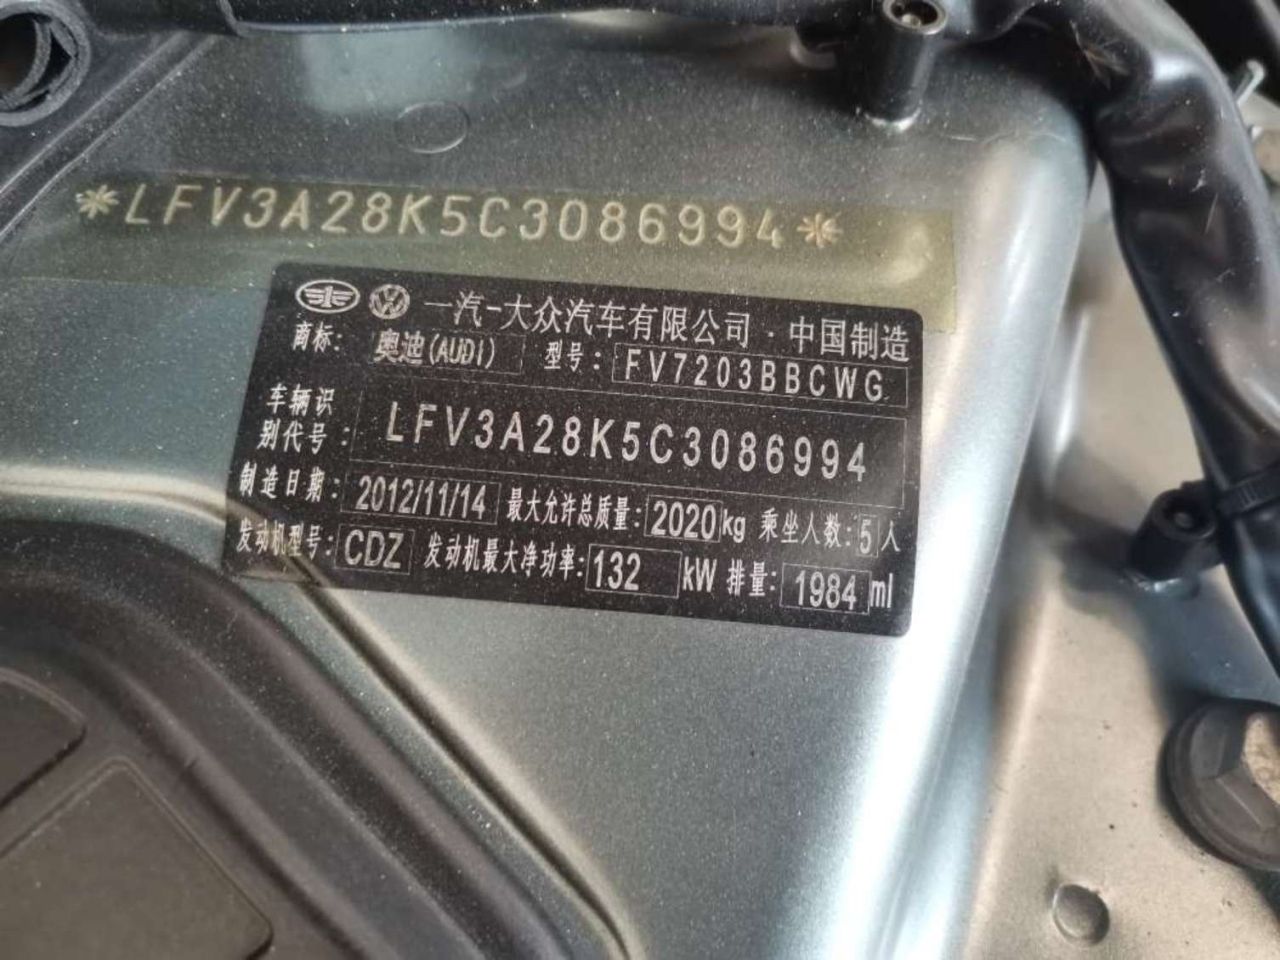 *LFV3A28K5C3086994*
一汽-大众汽车有限公司·中国制造
商标: 奥迪(AUDI) 型号: FV7203BBCWG
车辆识
别代号: LFV3A28K5C3086994
制造日期: 2012/11/14 最大允许总质量: 2020kg 乘坐人数: 5人
发动机型号: CDZ 发动机最大净功率: 132 kW 排量: 1984 ml